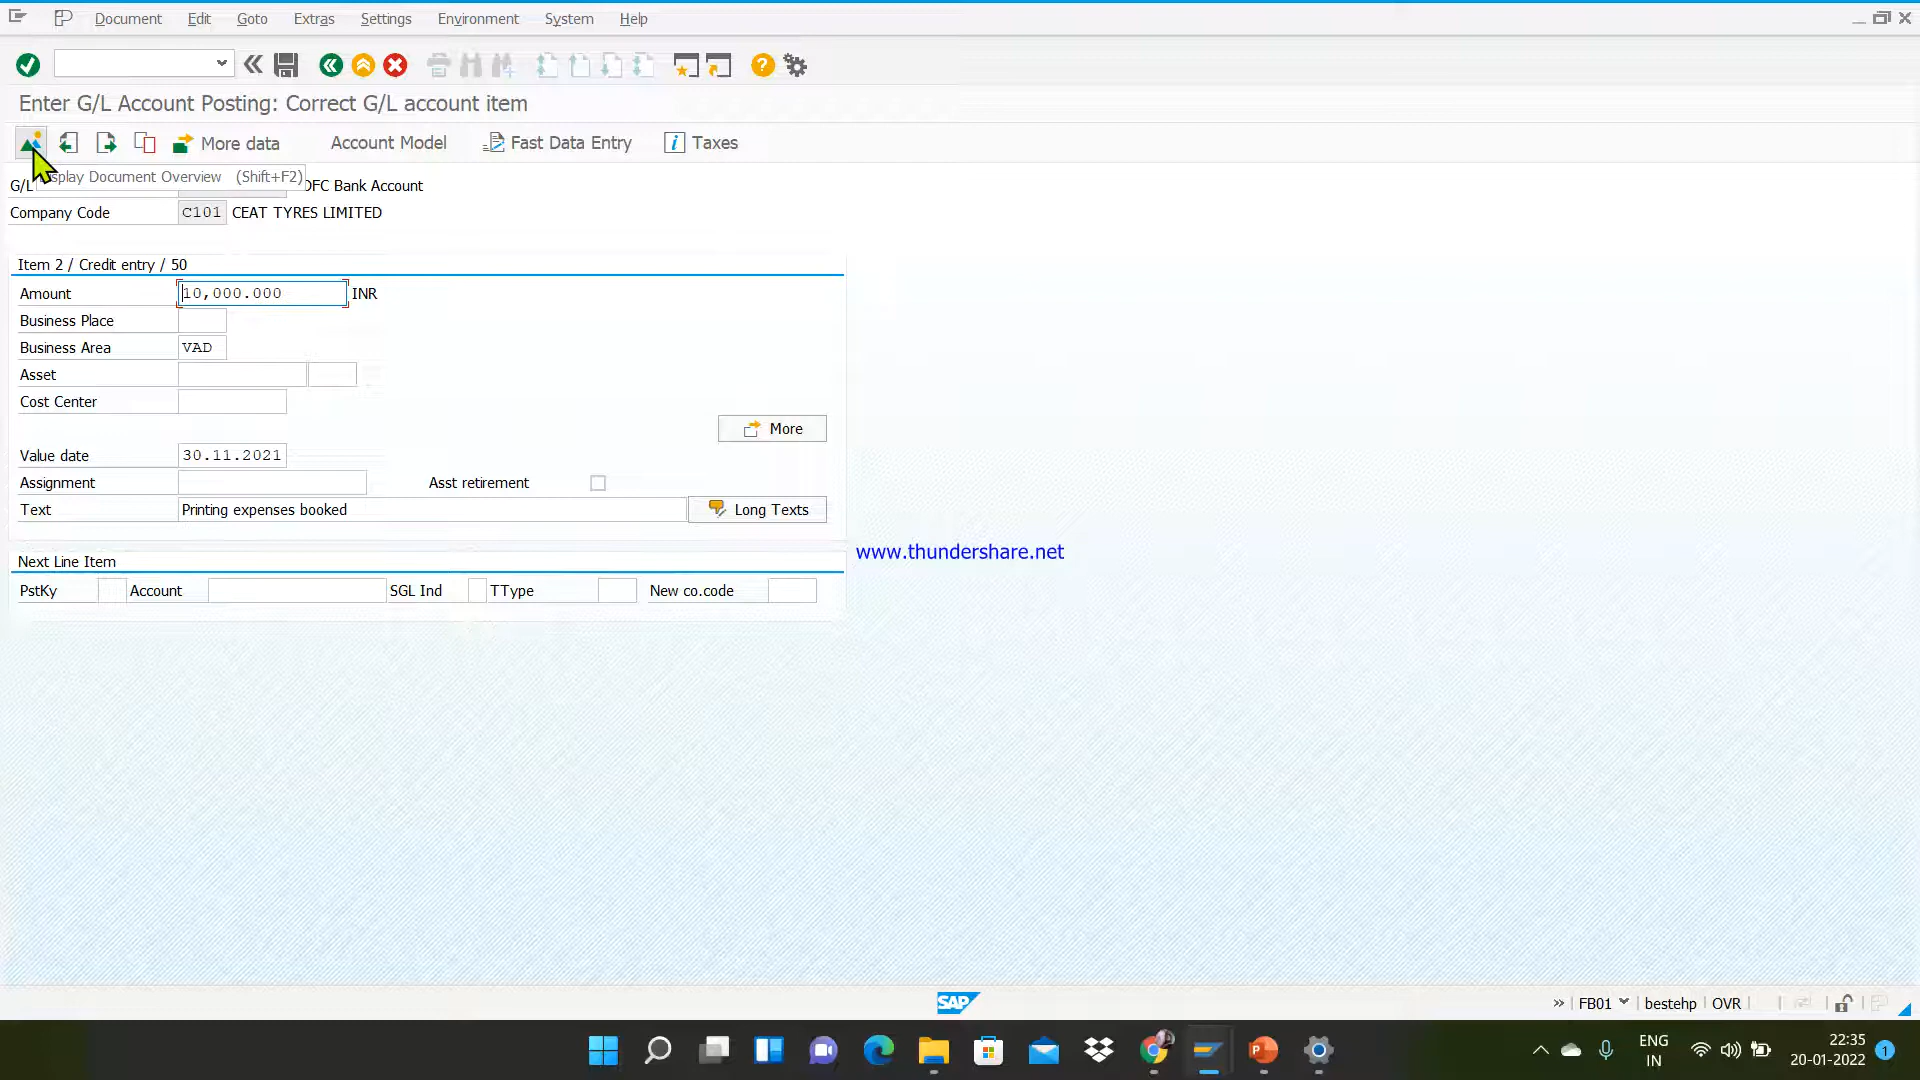 Document Edit Goto Extras Settings Environment System Help
Enter G/L Account Posting: Correct G/L account item
More data Account Model Fast Data Entry Taxes
Display Document Overview (Shift+F2)
G/L DFC Bank Account
Company Code C101 CEAT TYRES LIMITED
Item 2 / Credit entry / 50
Amount 10,000.000 INR
Business Place
Business Area VAD
Asset
Cost Center
More
Value date 30.11.2021
Assignment Asst retirement
Text Printing expenses booked Long Texts
www.thundershare.net
Next Line Item
PstKy Account SGL Ind TType New co.code
SAP » FB01 bestehp OVR
ENG 22:35
IN 20-01-2022 1